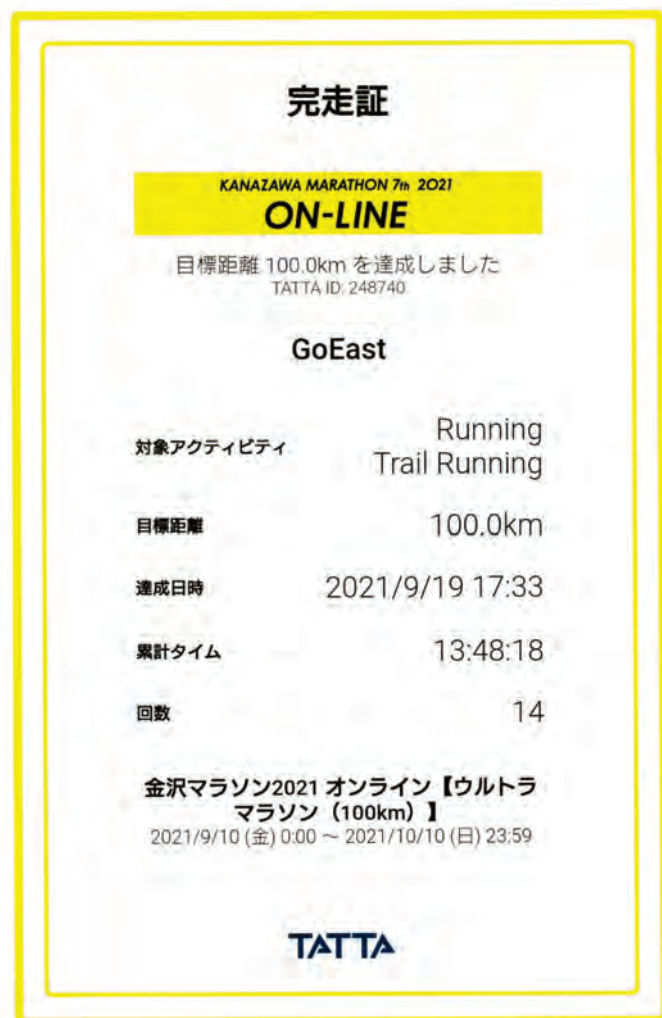 完走証
KANAZAWA MARATHON 7th 2021
ON-LINE
目標距離 100.0km を達成しました
TATTA ID: 248740
GoEast
対象アクティビティ
Running
Trail Running
目標距離 100.0km
達成日時 2021/9/19 17:33
累計タイム 13:48:18
回数 14
金沢マラソン2021 オンライン【ウルトラ
マラソン（100km）】
2021/9/10 (金) 0:00 ～ 2021/10/10 (日) 23:59
TATTA